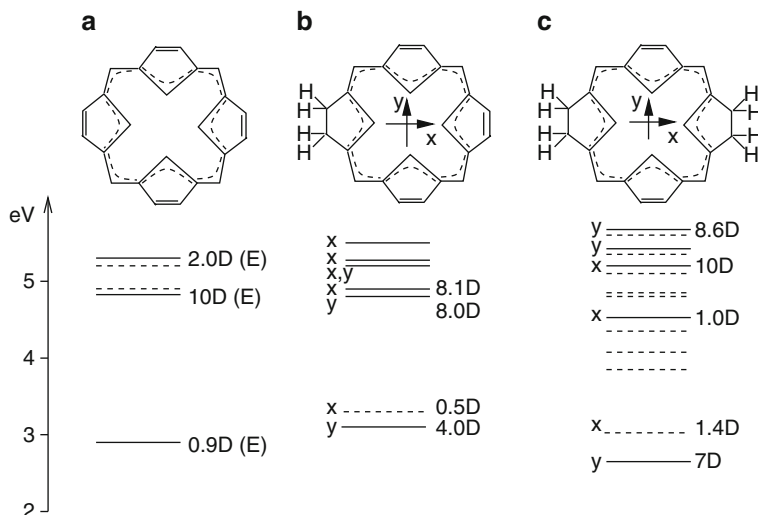 a
b
c
H
H
H
H
y
x
H
H
H
H
y
x
H
H
H
H
eV
5
4
3
2
2.0D (E)
10D (E)
0.9D (E)
x
x
x,y
x 8.1D
y 8.0D
x 0.5D
y 4.0D
y 8.6D
y
x 10D
x 1.0D
x 1.4D
y 7D